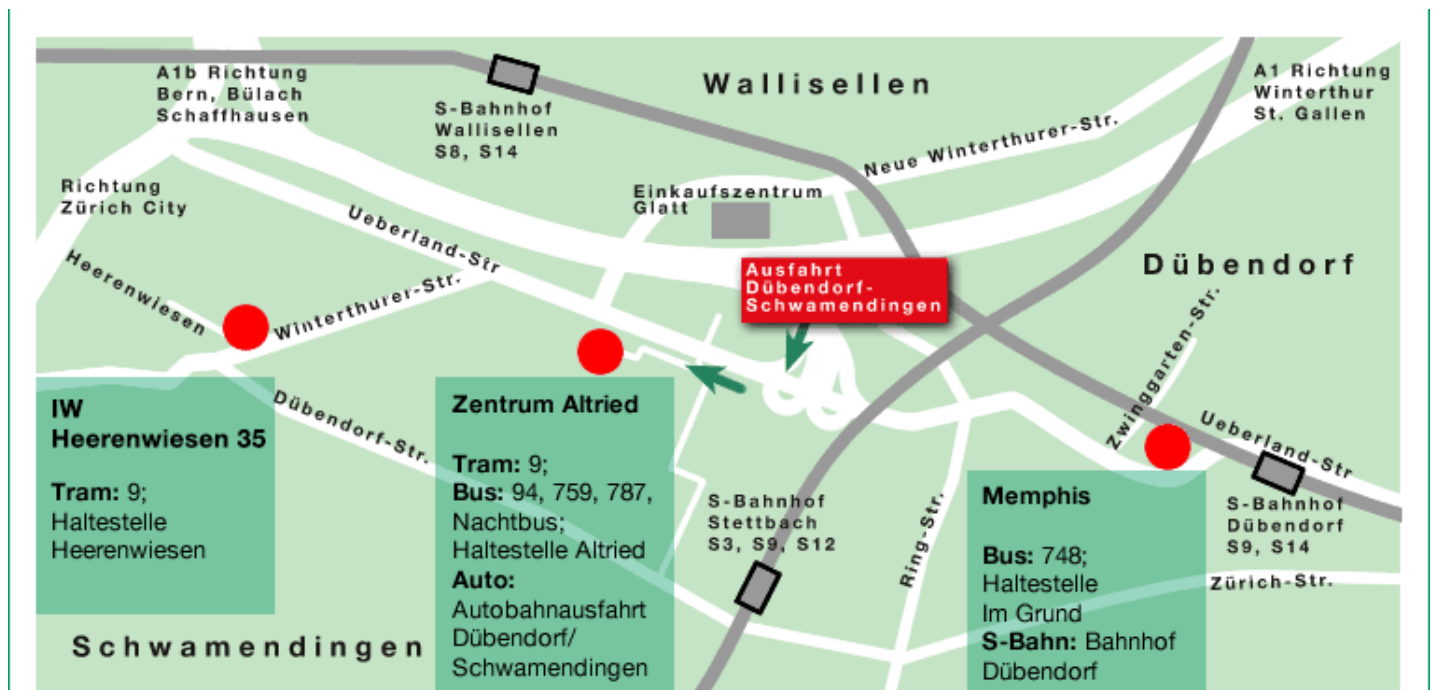 A1b Richtung
Bern, Bülach
Schaffhausen
S-Bahnhof
Wallisellen
S8, S14
Wallisellen
A1 Richtung
Winterthur
St. Gallen
Neue Winterthurer-Str.
Richtung
Zürich City
Einkaufszentrum
Glatt
Ueberland-Str
Heerenwiesen
Winterthurer-Str.
Ausfahrt
Dübendorf-
Schwamendingen
Dübendorf
Zwinggarten-Str.
Dübendorf-Str.
Ueberland-Str
IW
Heerenwiesen 35
Tram: 9;
Haltestelle
Heerenwiesen
Zentrum Altried
Tram: 9;
Bus: 94, 759, 787,
Nachtbus;
Haltestelle Altried
Auto:
Autobahnausfahrt
Dübendorf/
Schwamendingen
S-Bahnhof
Stettbach
S3, S9, S12
Ring-Str.
Memphis
Bus: 748;
Haltestelle
Im Grund
S-Bahn: Bahnhof
Dübendorf
S-Bahnhof
Dübendorf
S9, S14
Zürich-Str.
Schwamendingen